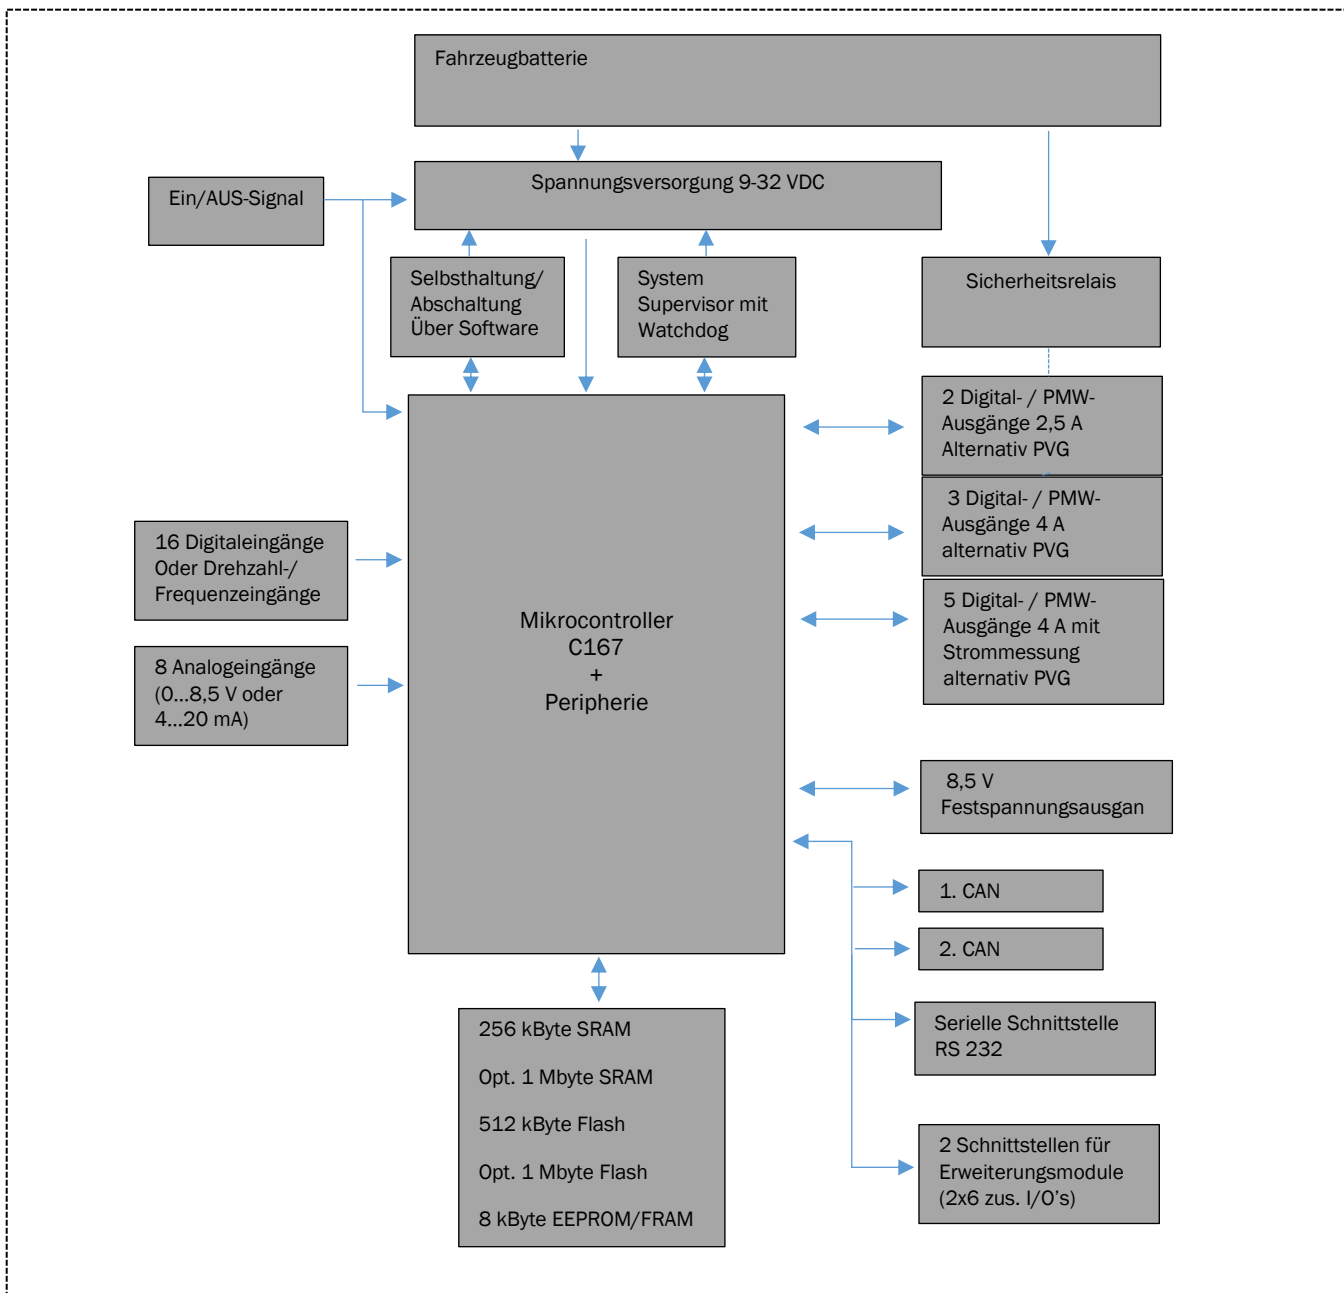 Fahrzeugbatterie
Spannungsversorgung 9-32 VDC
Ein/AUS-Signal
Selbsthaltung/
Abschaltung
Über Software
System
Supervisor mit
Watchdog
Sicherheitsrelais
2 Digital- / PMW-
Ausgänge 2,5 A
Alternativ PVG
3 Digital- / PMW-
Ausgänge 4 A
alternativ PVG
5 Digital- / PMW-
Ausgänge 4 A mit
Strommessung
alternativ PVG
16 Digitaleingänge
Oder Drehzahl-/
Frequenzeingänge
8 Analogeingänge
(0...8,5 V oder
4...20 mA)
Mikrocontroller
C167
+
Peripherie
8,5 V
Festspannungsausgan
1. CAN
2. CAN
Serielle Schnittstelle
RS 232
2 Schnittstellen für
Erweiterungsmodule
(2x6 zus. I/O's)
256 kByte SRAM
Opt. 1 Mbyte SRAM
512 kByte Flash
Opt. 1 Mbyte Flash
8 kByte EEPROM/FRAM